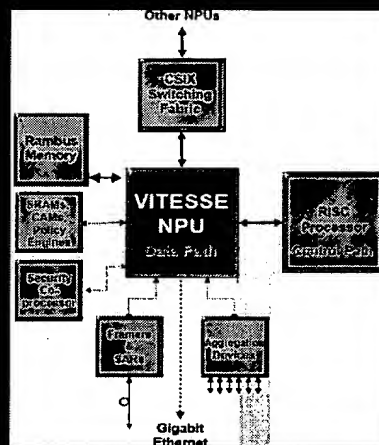 Other NPUs
CSIX
Switching
Fabric
Rambus
Memory
SRAMs,
CAMs
Policy
Engines
VITESSE
NPU
Data Path
RISC
Processor
Control Path
Security
Co-
processor
Framers
SARs
Aggregation
Devices
Gigabit
Ethernet